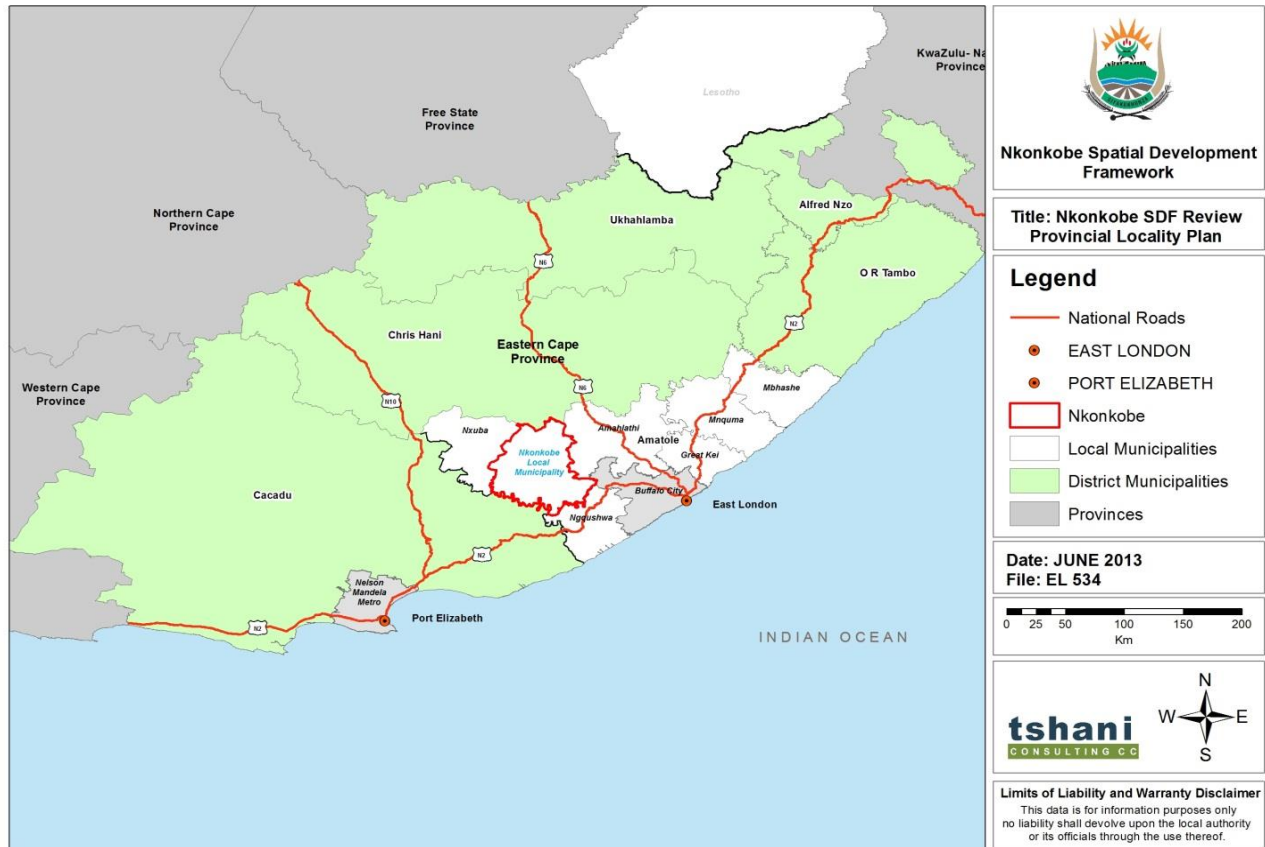 KwaZulu- Na
Province
Lesotho
Free State
Province
Northern Cape
Province
Ukhahlamba
Alfred Nzo
O R Tambo
N6
N2
Chris Hani
Eastern Cape
Province
Western Cape
Province
N10
N6
Mbhashe
Mnquma
Nxuba
Amahlathi
Amatole
Great Kei
Nkonkobe
Local
Municipality
Buffalo City
East London
Cacadu
Ngqushwa
N2
Nelson
Mandela
Metro
Port Elizabeth
N2
INDIAN OCEAN
Nkonkobe Spatial Development
Framework
Title: Nkonkobe SDF Review
Provincial Locality Plan
Legend
National Roads
EAST LONDON
PORT ELIZABETH
Nkonkobe
Local Municipalities
District Municipalities
Provinces
Date: JUNE 2013
File: EL 534
0 25 50 100 150 200
Km
tshani
CONSULTING CC
N
W E
S
Limits of Liability and Warranty Disclaimer
This data is for information purposes only
no liability shall devolve upon the local authority
or its officials through the use thereof.